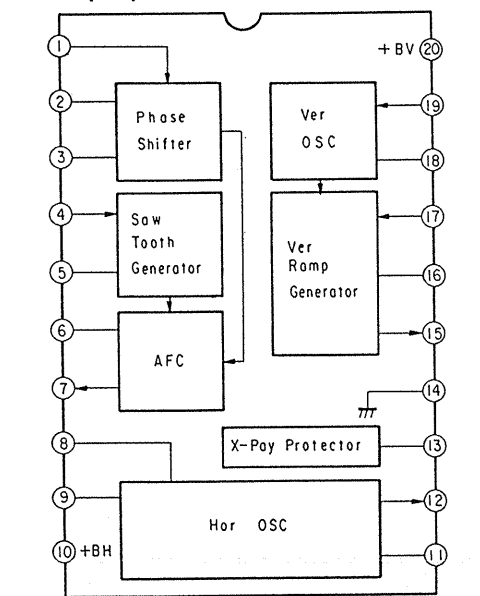 1
+BV 20
2
Phase
Shifter
Ver
OSC
19
3
18
4
Saw
Tooth
Generator
17
5
Ver
Ramp
Generator
16
6
15
AFC
7
14
8
X-Pay Protector
13
9
Hor OSC
12
10 +BH
11